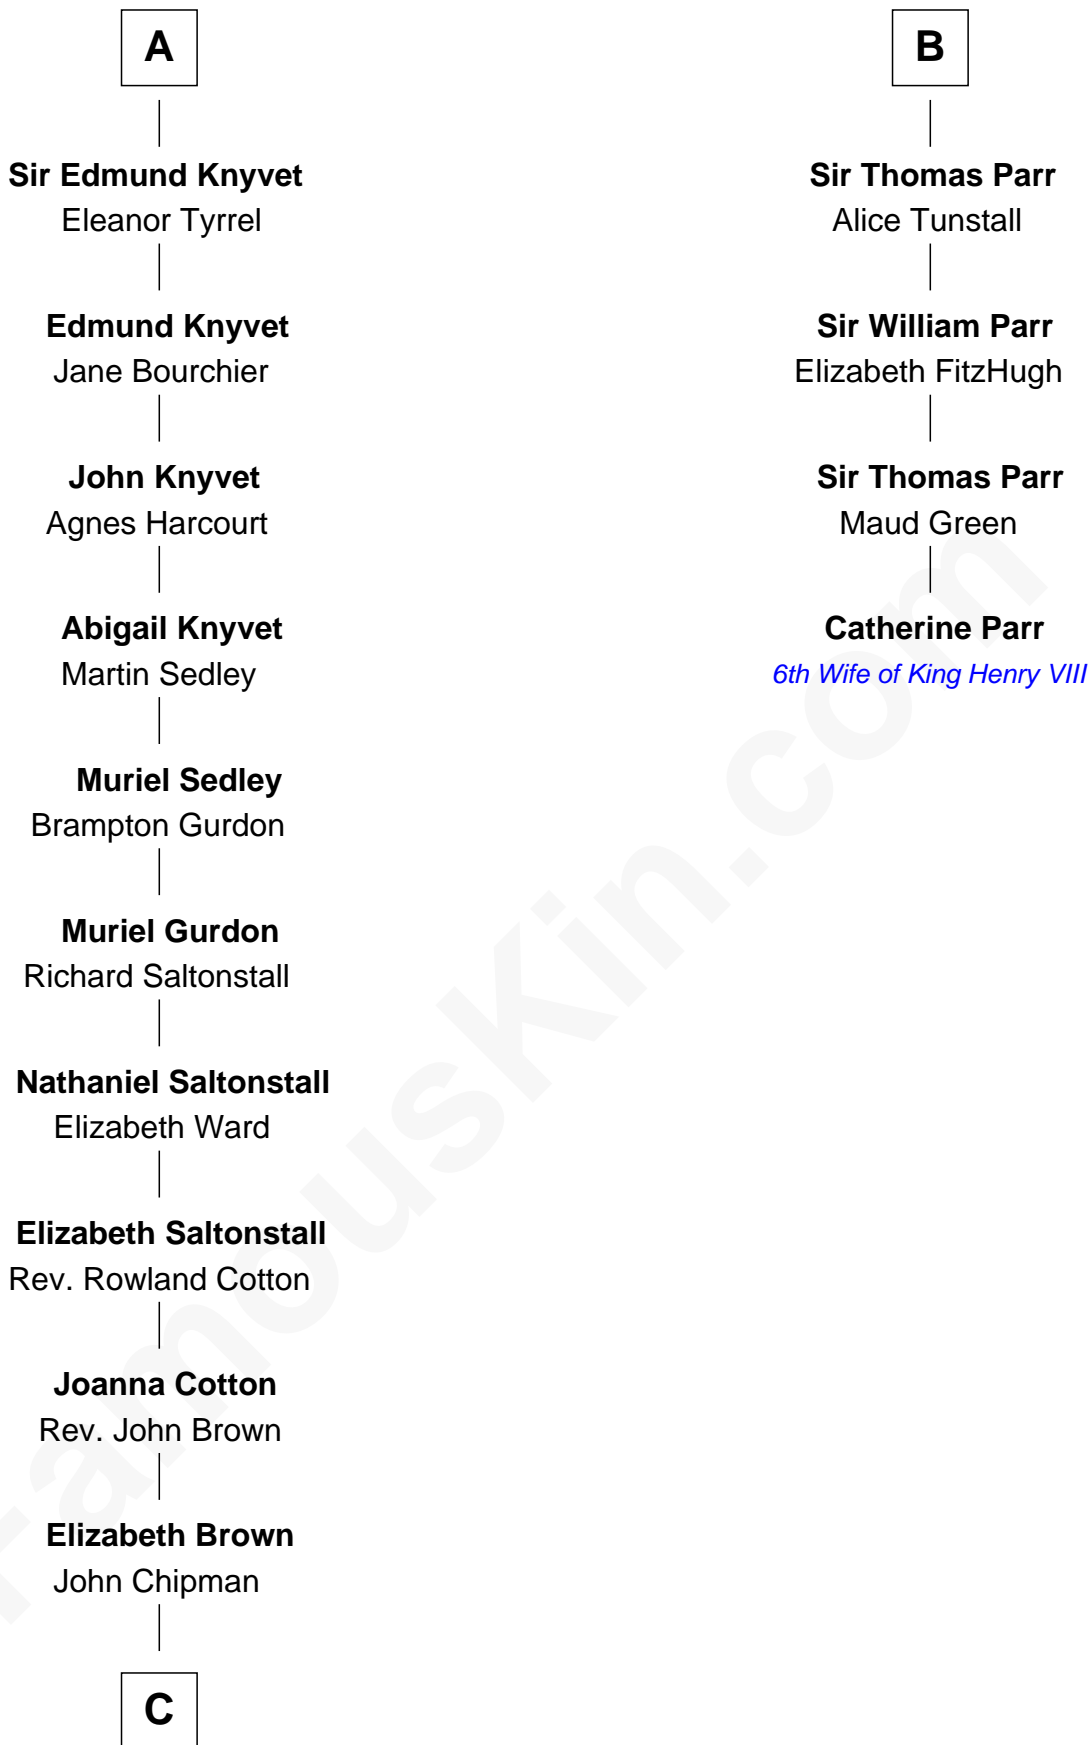 A
Sir Edmund Knyvet
Eleanor Tyrrel
Edmund Knyvet
Jane Bourchier
John Knyvet
Agnes Harcourt
Abigail Knyvet
Martin Sedley
Muriel Sedley
Brampton Gurdon
Muriel Gurdon
Richard Saltonstall
Nathaniel Saltonstall
Elizabeth Ward
Elizabeth Saltonstall
Rev. Rowland Cotton
Joanna Cotton
Rev. John Brown
Elizabeth Brown
John Chipman
C
B
Sir Thomas Parr
Alice Tunstall
Sir William Parr
Elizabeth FitzHugh
Sir Thomas Parr
Maud Green
Catherine Parr
6th Wife of King Henry VIII
FamousKin.com